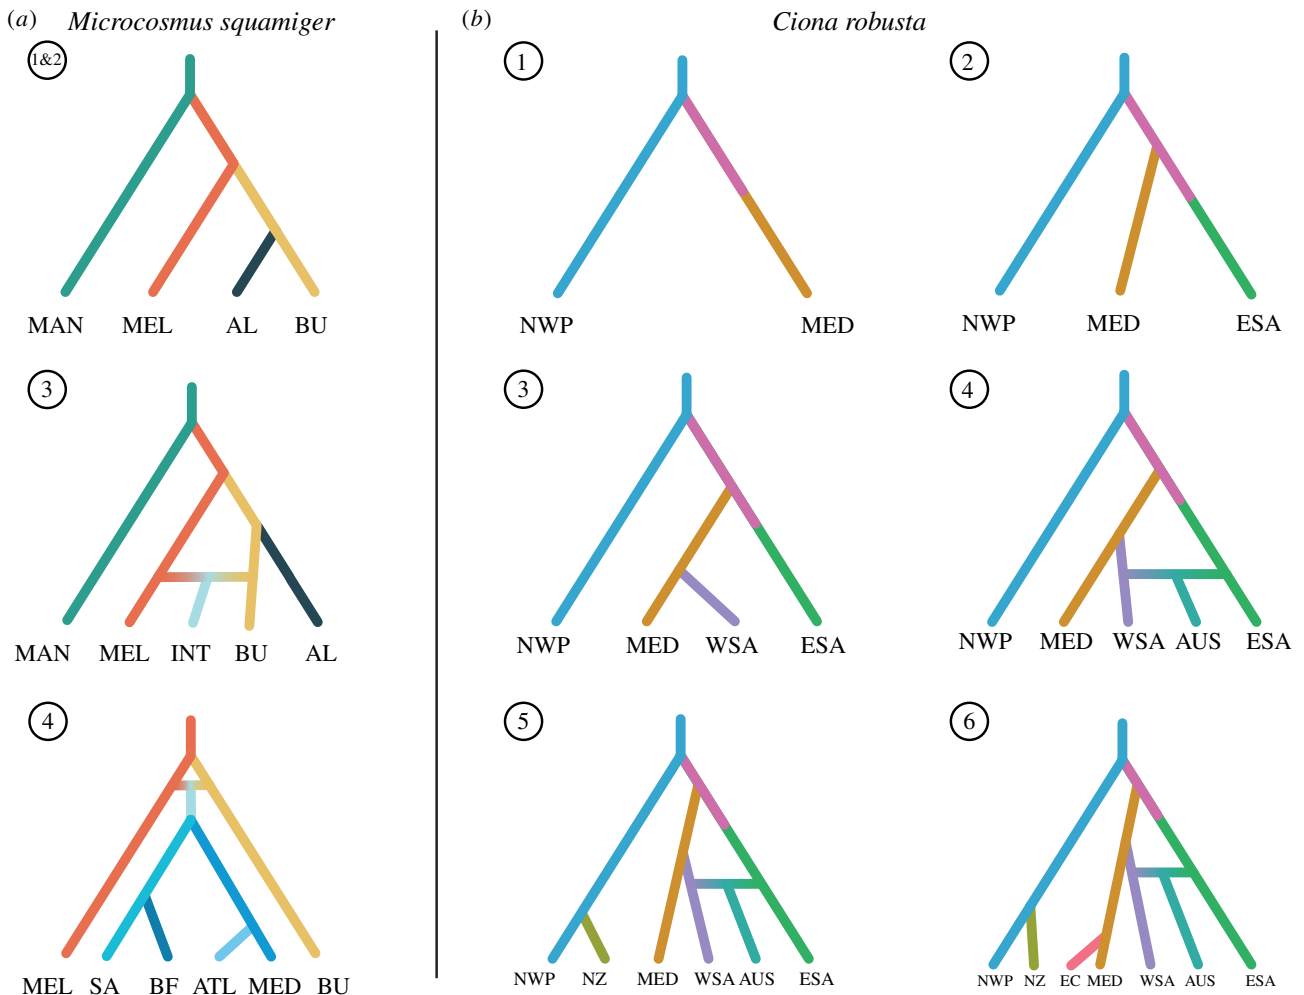 (a) Microcosmus squamiger
1&2
MAN MEL AL BU
3
MAN MEL INT BU AL
4
MEL SA BF ATL MED BU
(b) Ciona robusta
1
NWP MED
2
NWP MED ESA
3
NWP MED WSA ESA
4
NWP MED WSA AUS ESA
5
NWP NZ MED WSA AUS ESA
6
NWP NZ EC MED WSA AUS ESA